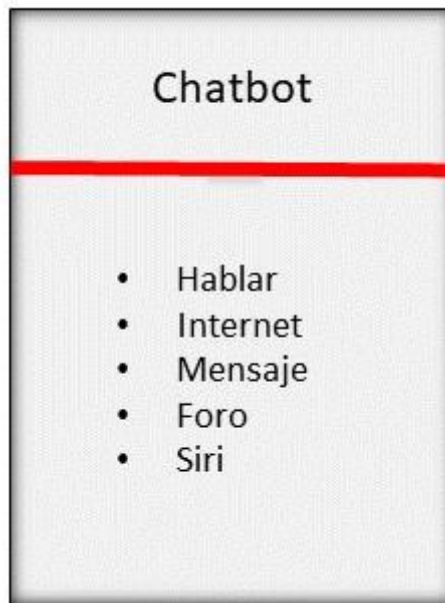 Chatbot
• Hablar
• Internet
• Mensaje
• Foro
• Siri